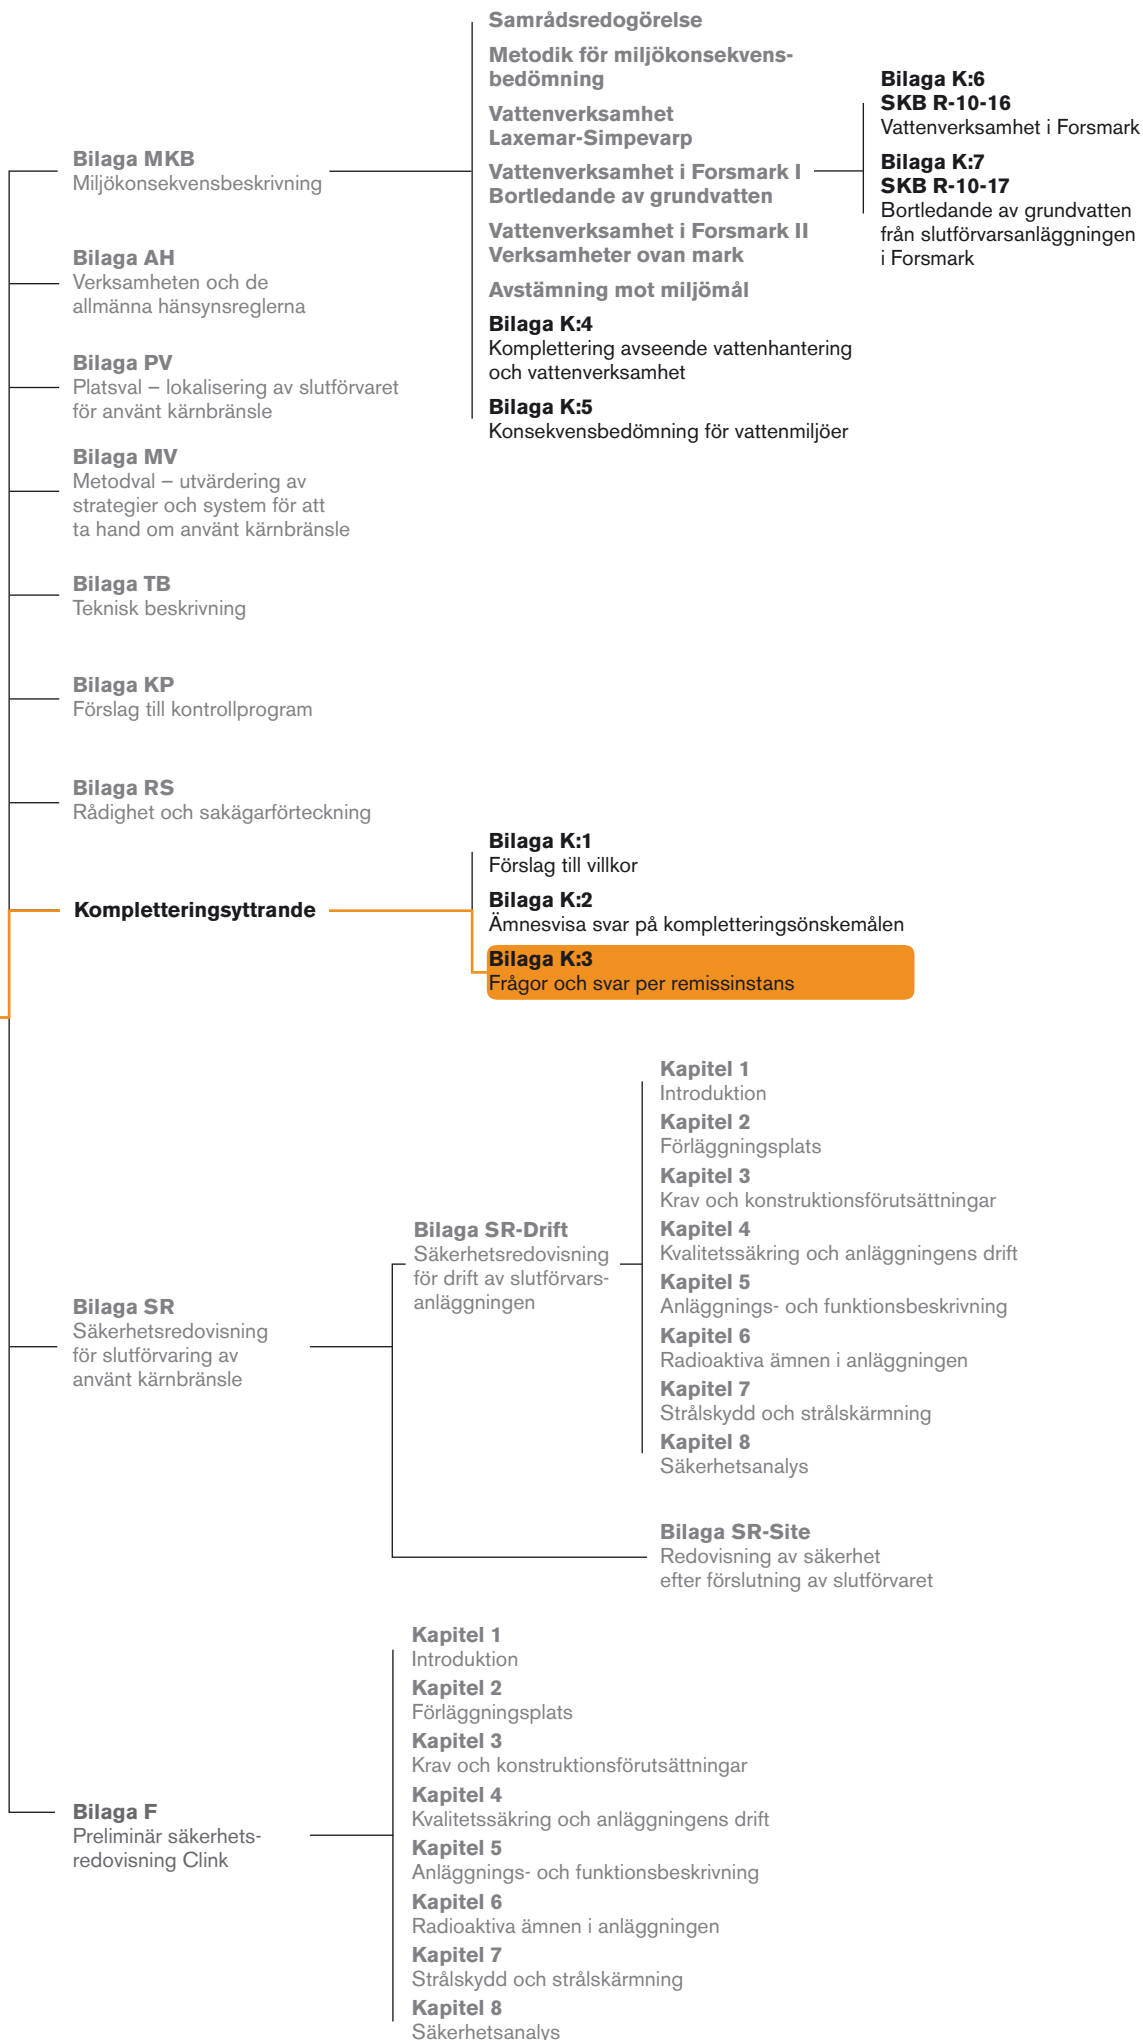 Samrådsredogörelse
Metodik för miljökonsekvens-
bedömning
Vattenverksamhet
Laxemar-Simpevarp
Vattenverksamhet i Forsmark I
Bortledande av grundvatten
Vattenverksamhet i Forsmark II
Verksamheter ovan mark
Avstämning mot miljömål
Bilaga K:4
Komplettering avseende vattenhantering
och vattenverksamhet
Bilaga K:5
Konsekvensbedömning för vattenmiljöer
Bilaga K:6
SKB R-10-16
Vattenverksamhet i Forsmark
Bilaga K:7
SKB R-10-17
Bortledande av grundvatten
från slutförvarsanläggningen
i Forsmark
Bilaga MKB
Miljökonsekvensbeskrivning
Bilaga AH
Verksamheten och de
allmänna hänsynsreglerna
Bilaga PV
Platsval – lokalisering av slutförvaret
för använt kärnbränsle
Bilaga MV
Metodval – utvärdering av
strategier och system för att
ta hand om använt kärnbränsle
Bilaga TB
Teknisk beskrivning
Bilaga KP
Förslag till kontrollprogram
Bilaga RS
Rådighet och sakägarförteckning
Kompletteringsyttrande
Bilaga K:1
Förslag till villkor
Bilaga K:2
Ämnesvisa svar på kompletteringsönskemålen
Bilaga K:3
Frågor och svar per remissinstans
Bilaga SR
Säkerhetsredovisning
för slutförvaring av
använt kärnbränsle
Bilaga SR-Drift
Säkerhetsredovisning
för drift av slutförvars-
anläggningen
Kapitel 1
Introduktion
Kapitel 2
Förläggningsplats
Kapitel 3
Krav och konstruktionsförutsättningar
Kapitel 4
Kvalitetssäkring och anläggningens drift
Kapitel 5
Anläggnings- och funktionsbeskrivning
Kapitel 6
Radioaktiva ämnen i anläggningen
Kapitel 7
Strålskydd och strålskärmning
Kapitel 8
Säkerhetsanalys
Bilaga SR-Site
Redovisning av säkerhet
efter förslutning av slutförvaret
Bilaga F
Preliminär säkerhets-
redovisning Clink
Kapitel 1
Introduktion
Kapitel 2
Förläggningsplats
Kapitel 3
Krav och konstruktionsförutsättningar
Kapitel 4
Kvalitetssäkring och anläggningens drift
Kapitel 5
Anläggnings- och funktionsbeskrivning
Kapitel 6
Radioaktiva ämnen i anläggningen
Kapitel 7
Strålskydd och strålskärmning
Kapitel 8
Säkerhetsanalys